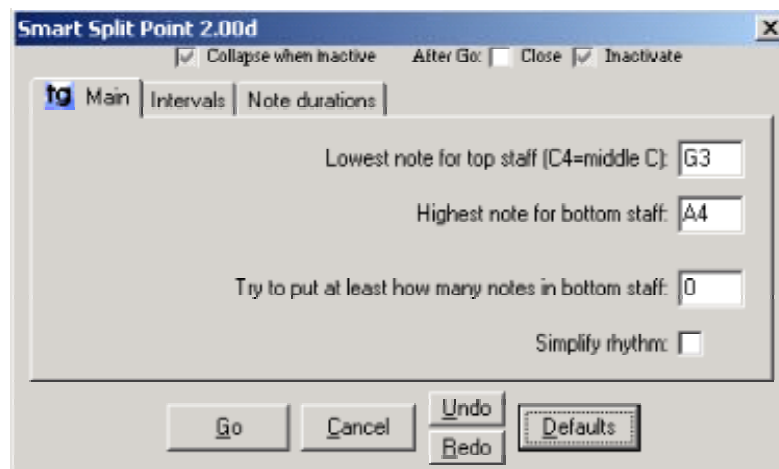 Smart Split Point 2.00d
Collapse when inactive After Go: Close Inactivate
tg Main Intervals Note durations
Lowest note for top staff (C4=middle C): G3
Highest note for bottom staff: A4
Try to put at least how many notes in bottom staff: 0
Simplify rhythm:
Go Cancel Undo Redo Defaults